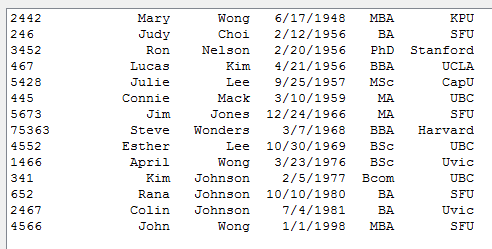 2442 Mary Wong 6/17/1948 MBA KPU
246 Judy Choi 2/12/1956 BA SFU
3452 Ron Nelson 2/20/1956 PhD Stanford
467 Lucas Kim 4/21/1956 BBA UCLA
5428 Julie Lee 9/25/1957 MSc CapU
445 Connie Mack 3/10/1959 MA UBC
5673 Jim Jones 12/24/1966 MA SFU
75363 Steve Wonders 3/7/1968 BBA Harvard
4552 Esther Lee 10/30/1969 BSc UBC
1466 April Wong 3/23/1976 BSc Uvic
341 Kim Johnson 2/5/1977 Bcom UBC
652 Rana Johnson 10/10/1980 BA SFU
2467 Colin Johnson 7/4/1981 BA Uvic
4566 John Wong 1/1/1998 MBA SFU